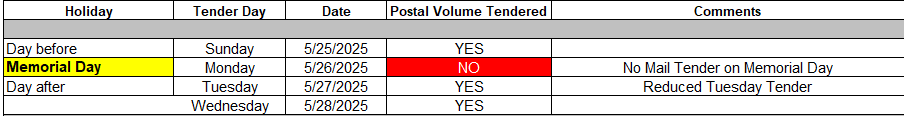 Holiday Tender Day Date Postal Volume Tendered Comments
Day before Sunday 5/25/2025 YES
Memorial Day Monday 5/26/2025 NO No Mail Tender on Memorial Day
Day after Tuesday 5/27/2025 YES Reduced Tuesday Tender
Wednesday 5/28/2025 YES